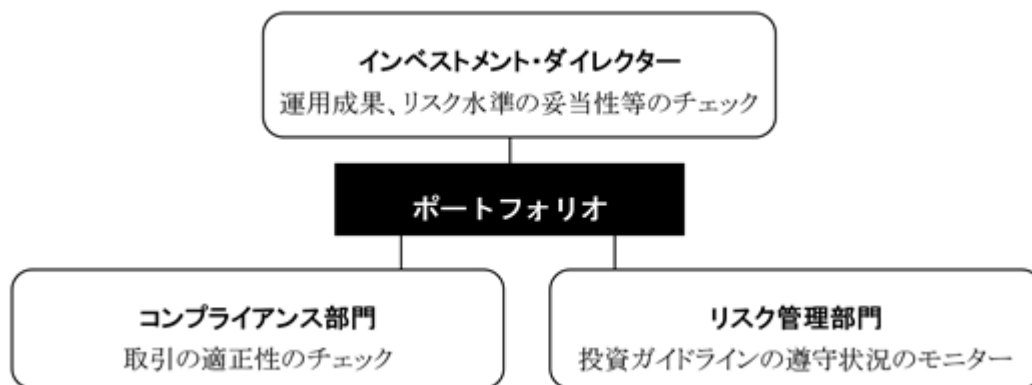 インベストメント・ダイレクター
運用成果、リスク水準の妥当性等のチェック
ポートフォリオ
コンプライアンス部門
取引の適正性のチェック
リスク管理部門
投資ガイドラインの遵守状況のモニター